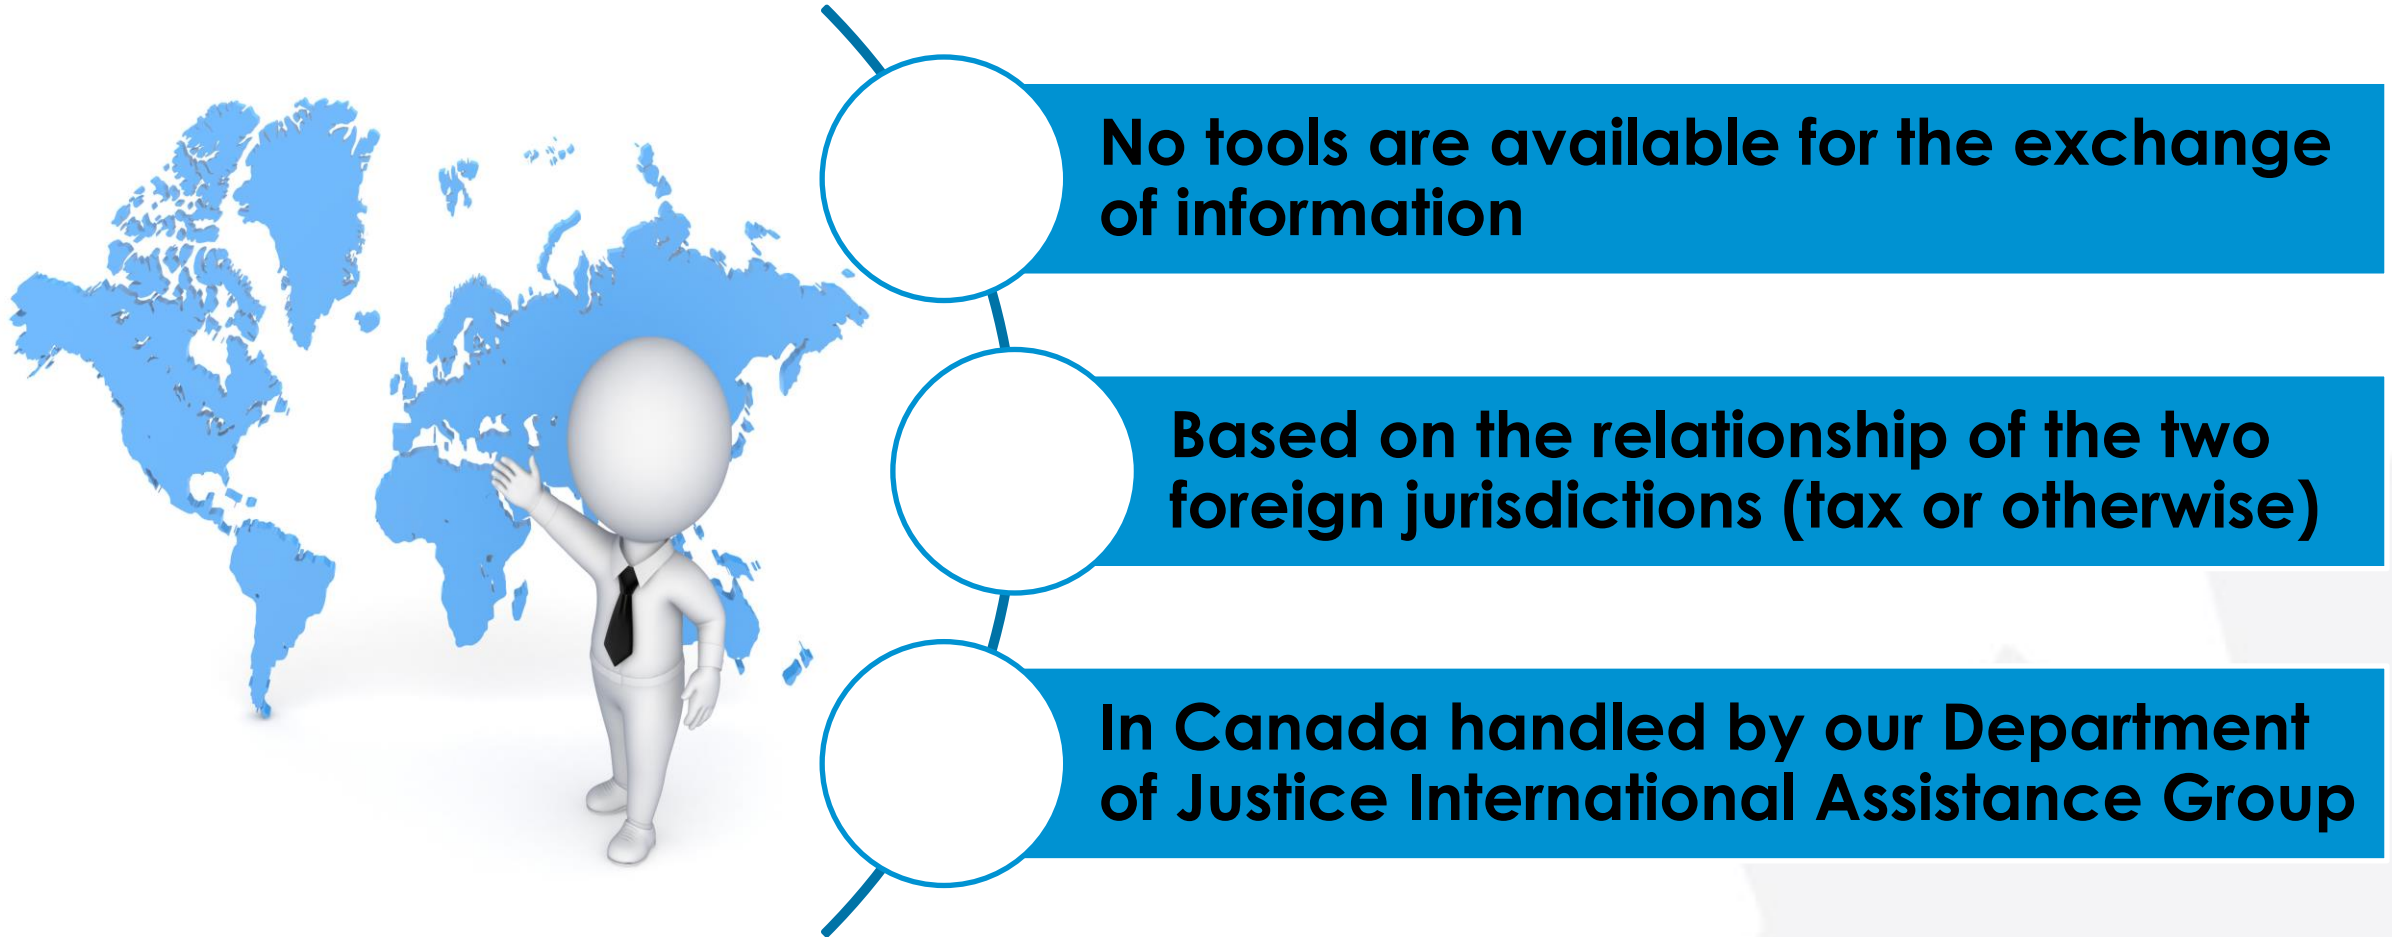 No tools are available for the exchange
of information
Based on the relationship of the two
foreign jurisdictions (tax or otherwise)
In Canada handled by our Department
of Justice International Assistance Group